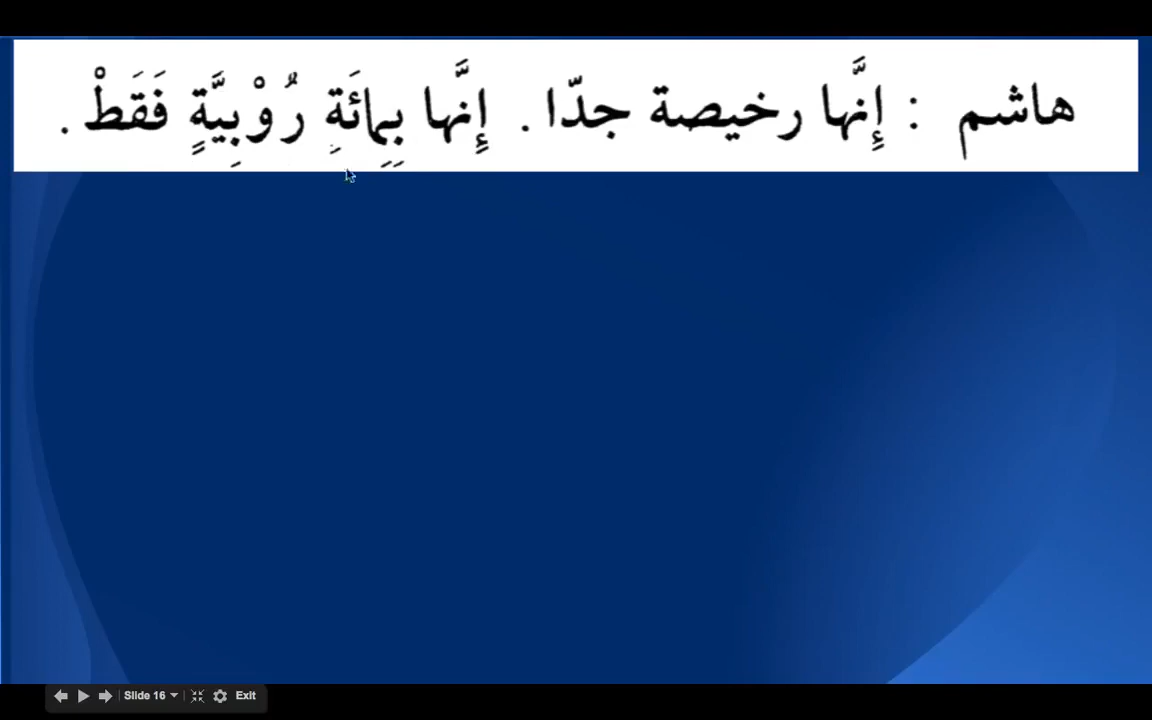 هاشم : إِنَّها رخيصة جدّا . إِنَّها بِمِائَةِ رُوْبِيَّةٍ فَقَطْ .
Slide 16 Exit